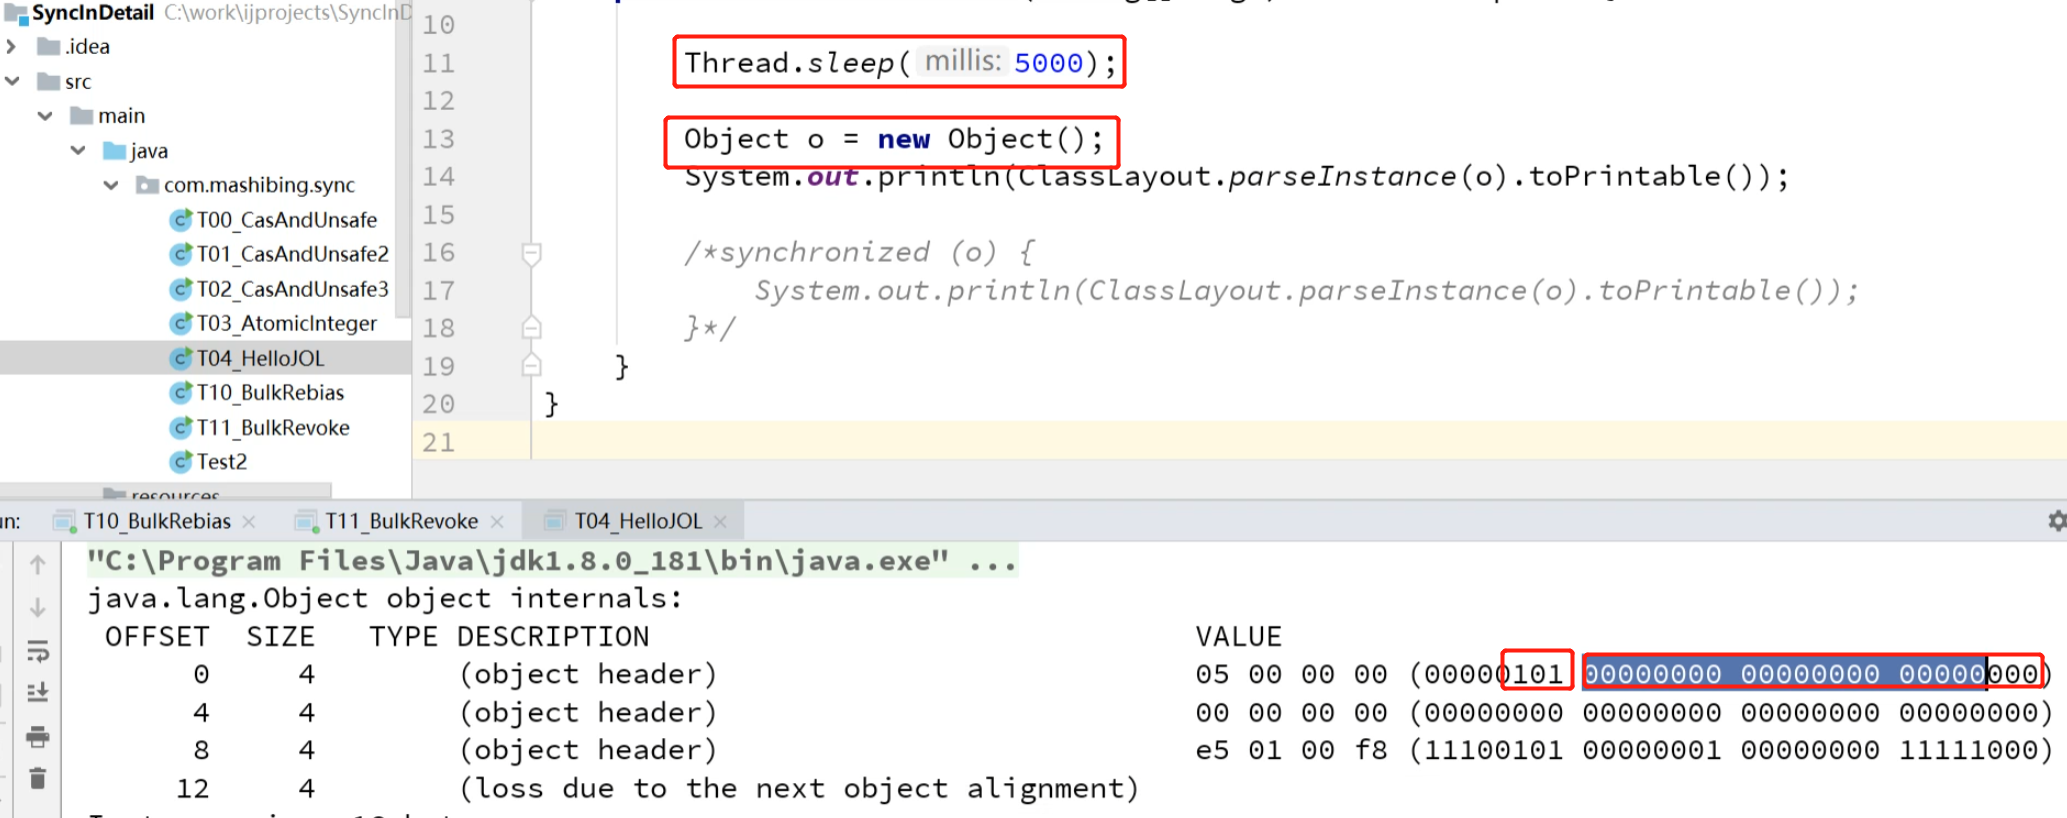 SyncInDetail C:\work\ijprojects\SyncInD
.idea
src
main
java
com.mashibing.sync
T00_CasAndUnsafe
T01_CasAndUnsafe2
T02_CasAndUnsafe3
T03_AtomicInteger
T04_HelloJOL
T10_BulkRebias
T11_BulkRevoke
Test2
resources
10
11 Thread.sleep( millis: 5000);
12
13 Object o = new Object();
14 System.out.println(ClassLayout.parseInstance(o).toPrintable());
15
16 /*synchronized (o) {
17 System.out.println(ClassLayout.parseInstance(o).toPrintable());
18 }*/
19 }
20 }
21
un: T10_BulkRebias × T11_BulkRevoke × T04_HelloJOL ×
"C:\Program Files\Java\jdk1.8.0_181\bin\java.exe" ...
java.lang.Object object internals:
OFFSET SIZE TYPE DESCRIPTION VALUE
0 4 (object header) 05 00 00 00 (00000101 00000000 00000000 00000000)
4 4 (object header) 00 00 00 00 (00000000 00000000 00000000 00000000)
8 4 (object header) e5 01 00 f8 (11100101 00000001 00000000 11111000)
12 4 (loss due to the next object alignment)